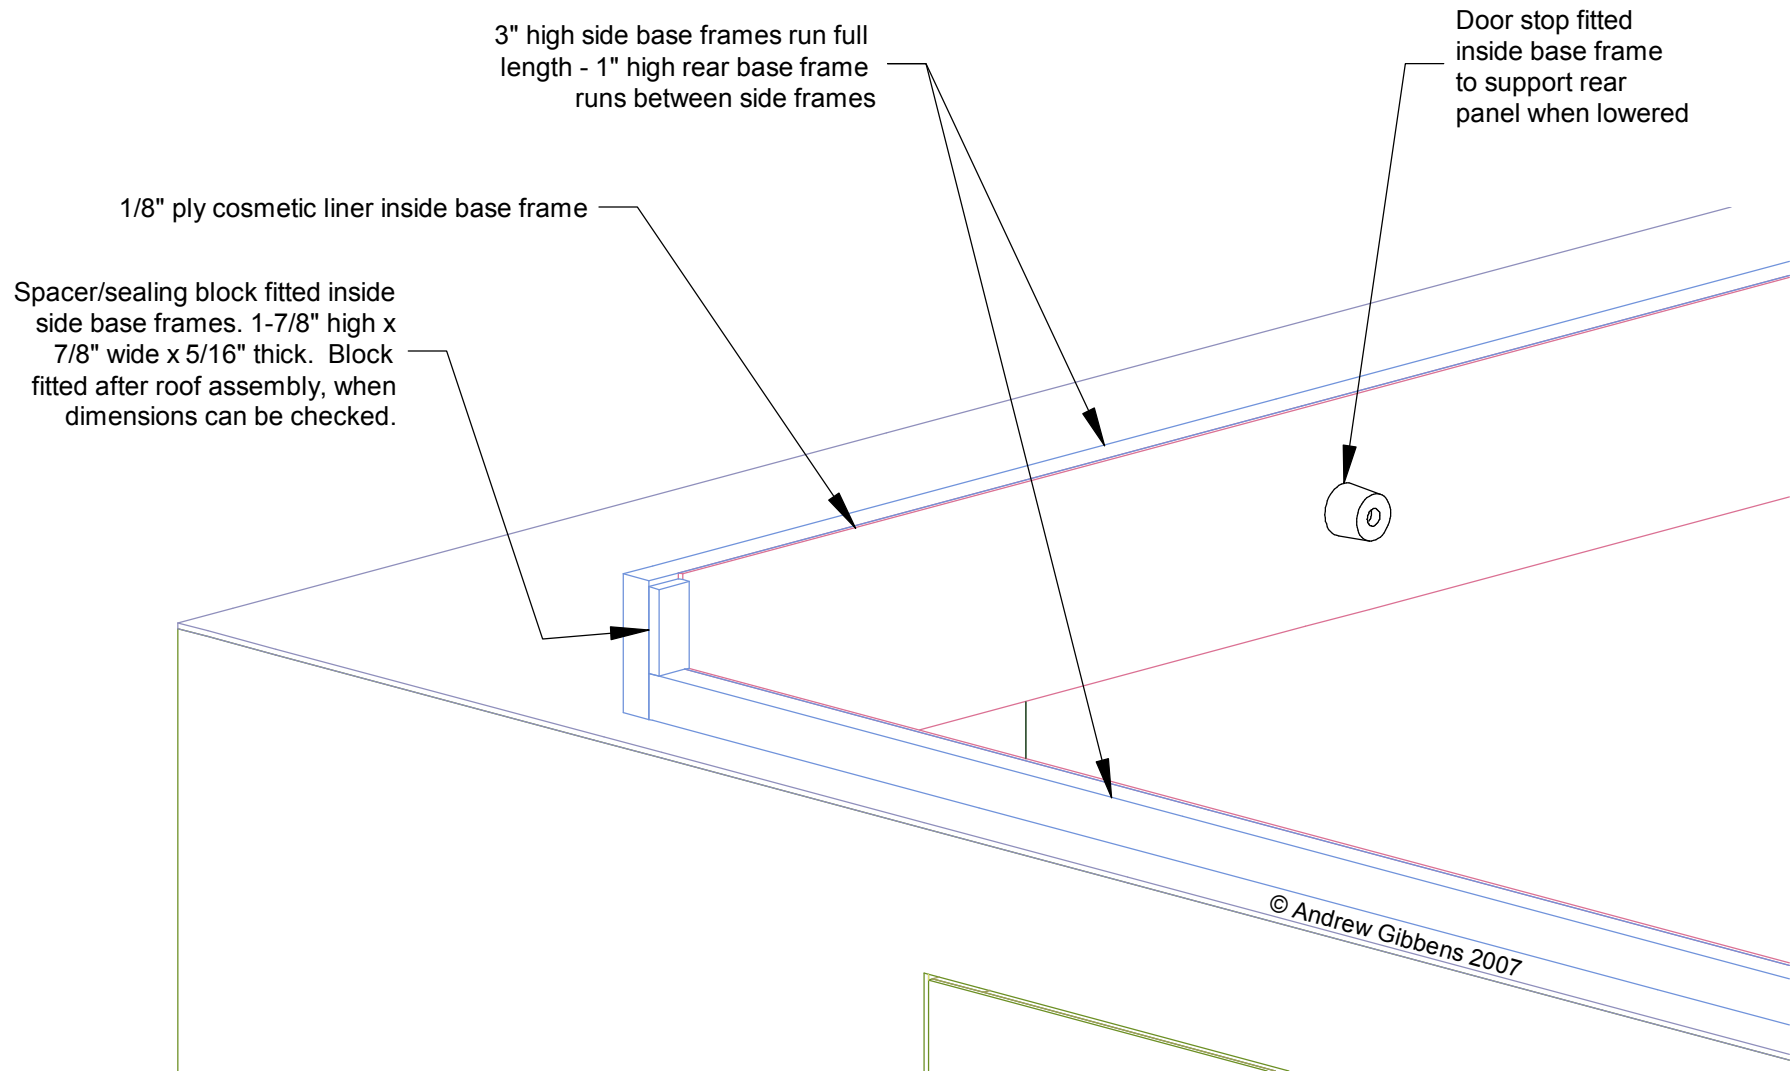 3" high side base frames run full
length - 1" high rear base frame
runs between side frames
Door stop fitted
inside base frame
to support rear
panel when lowered
1/8" ply cosmetic liner inside base frame
Spacer/sealing block fitted inside
side base frames. 1-7/8" high x
7/8" wide x 5/16" thick.  Block
fitted after roof assembly, when
dimensions can be checked.
© Andrew Gibbens 2007